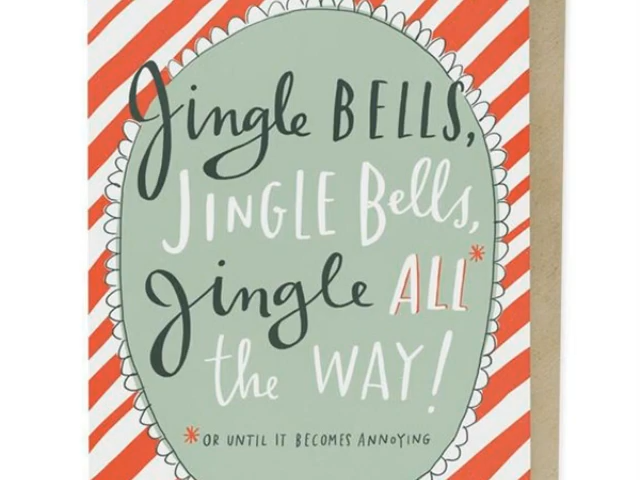 Jingle BELLS,
JINGLE Bells,
Jingle ALL*
the WAY!
*OR UNTIL IT BECOMES ANNOYING